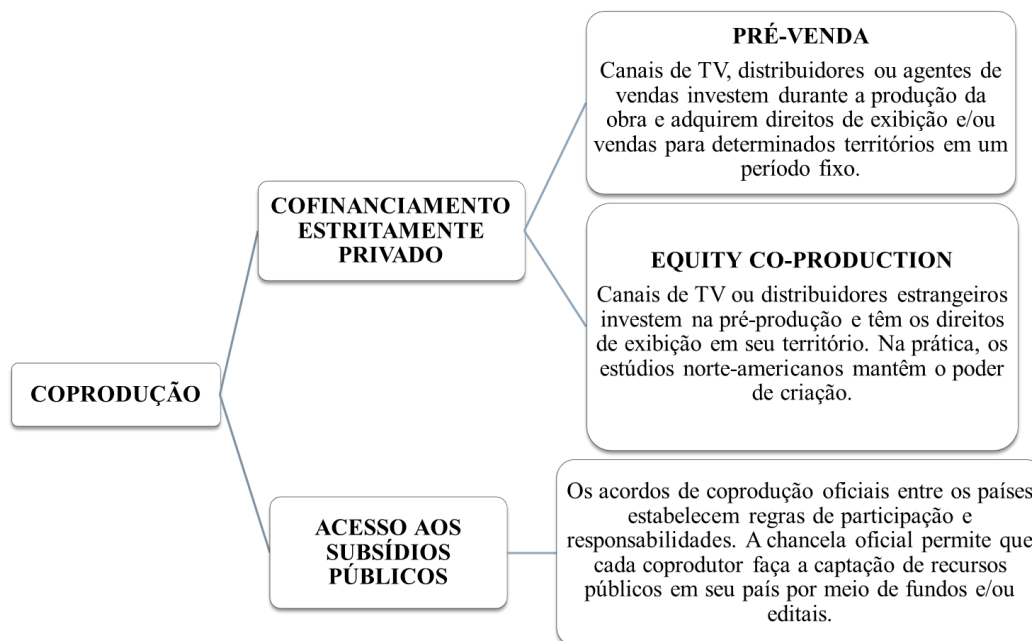 COPRODUÇÃO
COFINANCIAMENTO
ESTRITAMENTE
PRIVADO
PRÉ-VENDA
Canais de TV, distribuidores ou agentes de
vendas investem durante a produção da
obra e adquirem direitos de exibição e/ou
vendas para determinados territórios em um
período fixo.
EQUITY CO-PRODUCTION
Canais de TV ou distribuidores estrangeiros
investem na pré-produção e têm os direitos
de exibição em seu território. Na prática, os
estúdios norte-americanos mantêm o poder
de criação.
ACESSO AOS
SUBSÍDIOS
PÚBLICOS
Os acordos de coprodução oficiais entre os países
estabelecem regras de participação e
responsabilidades. A chancela oficial permite que
cada coprodutor faça a captação de recursos
públicos em seu país por meio de fundos e/ou
editais.